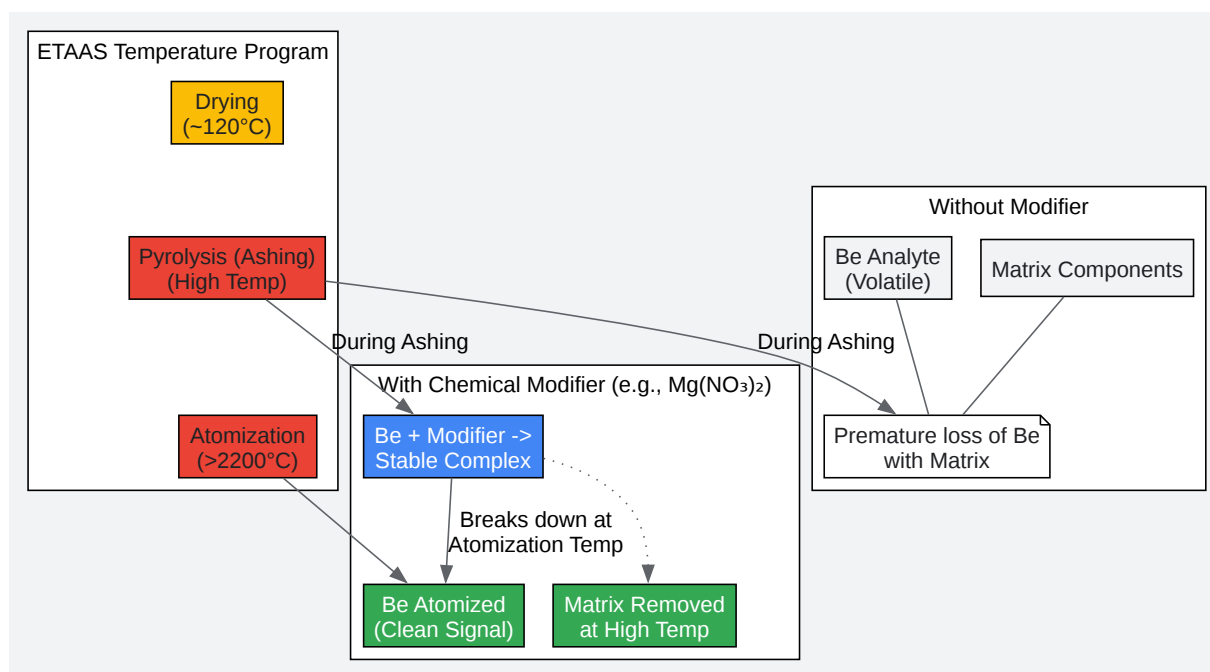 ETAAS Temperature Program
Drying
(~120°C)
Pyrolysis (Ashing)
(High Temp)
Atomization
(>2200°C)
During Ashing
During Ashing
Without Modifier
Be Analyte
(Volatile)
Matrix Components
Premature loss of Be
with Matrix
With Chemical Modifier (e.g., Mg(NO₃)₂)
Be + Modifier ->
Stable Complex
Breaks down at
Atomization Temp
Be Atomized
(Clean Signal)
Matrix Removed
at High Temp